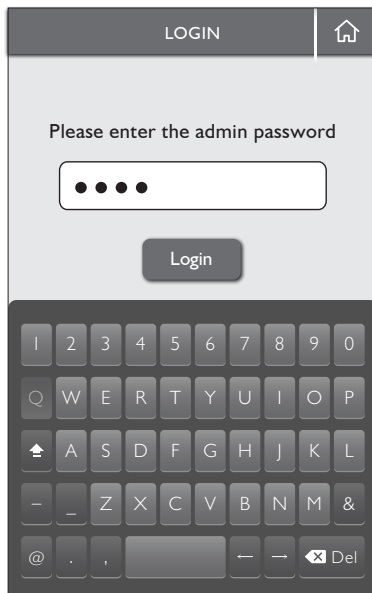 LOGIN
Please enter the admin password
●●●●
Login
1 2 3 4 5 6 7 8 9 0
Q W E R T Y U I O P
A S D F G H J K L
– _ Z X C V B N M &
@ . , ← → Del